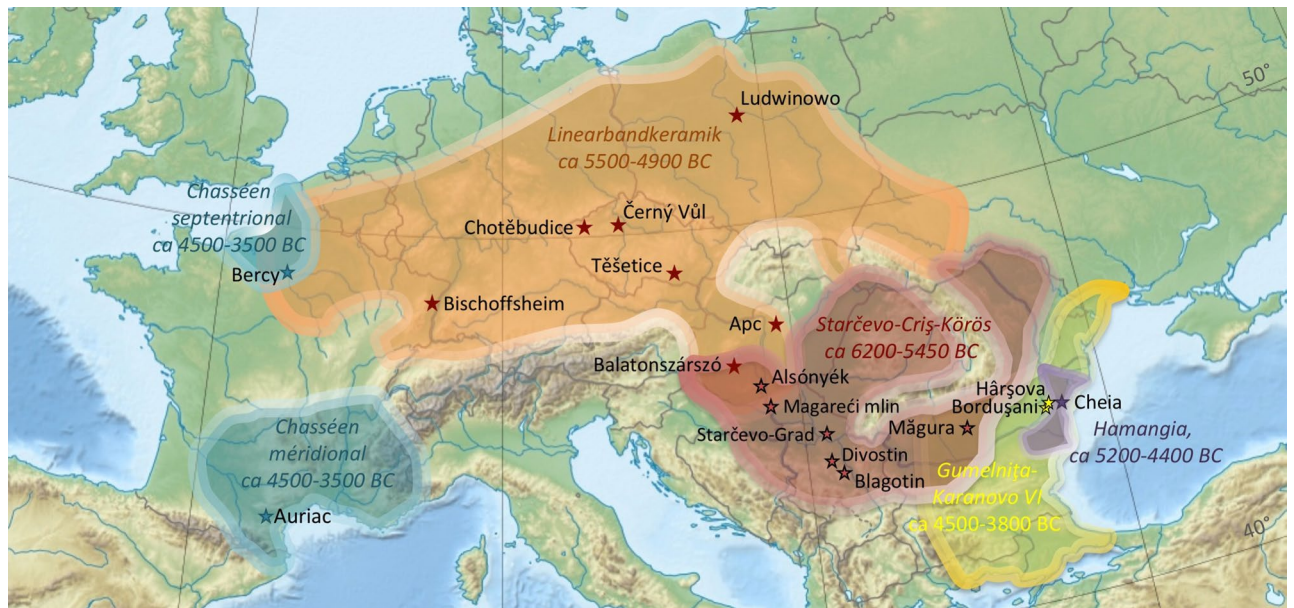 Ludwinowo
50°
Linearbandkeramik
ca 5500-4900 BC
Chasséen
septentrional
ca 4500-3500 BC
Bercy
Chotěbudice
Černý Vůl
Těšetice
Bischoffsheim
Apc
Starčevo-Criş-Körös
ca 6200-5450 BC
Balatonszárszó
Alsónyék
Magareći mlin
Starčevo-Grad
Divostin
Blagotin
Măgura
Hârşova
Borduşani
Cheia
Hamangia,
ca 5200-4400 BC
Gumelniţa-
Karanovo VI
ca 4500-3800 BC
Chasséen
méridional
ca 4500-3500 BC
Auriac
40°